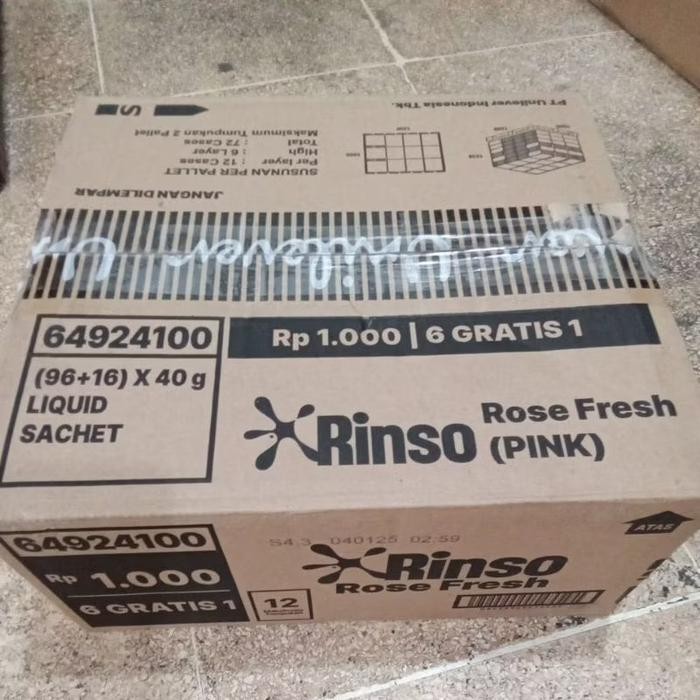 PT Unilever Indonesia Tbk.
S
SUSUNAN PER PALLET
Per layer : 12 Cases
High : 6 Layer
Total : 72 Cases
Maksimum Tumpukan 2 Pallet
JANGAN DILEMPAR
Unilever
64924100
Rp 1.000 | 6 GRATIS 1
(96+16) X 40 g
LIQUID
SACHET
Rinso
Rose Fresh
(PINK)
64924100
Rp 1.000
6 GRATIS 1
S4.3 040125 02:59
12
Rinso
Rose Fresh
ATAS